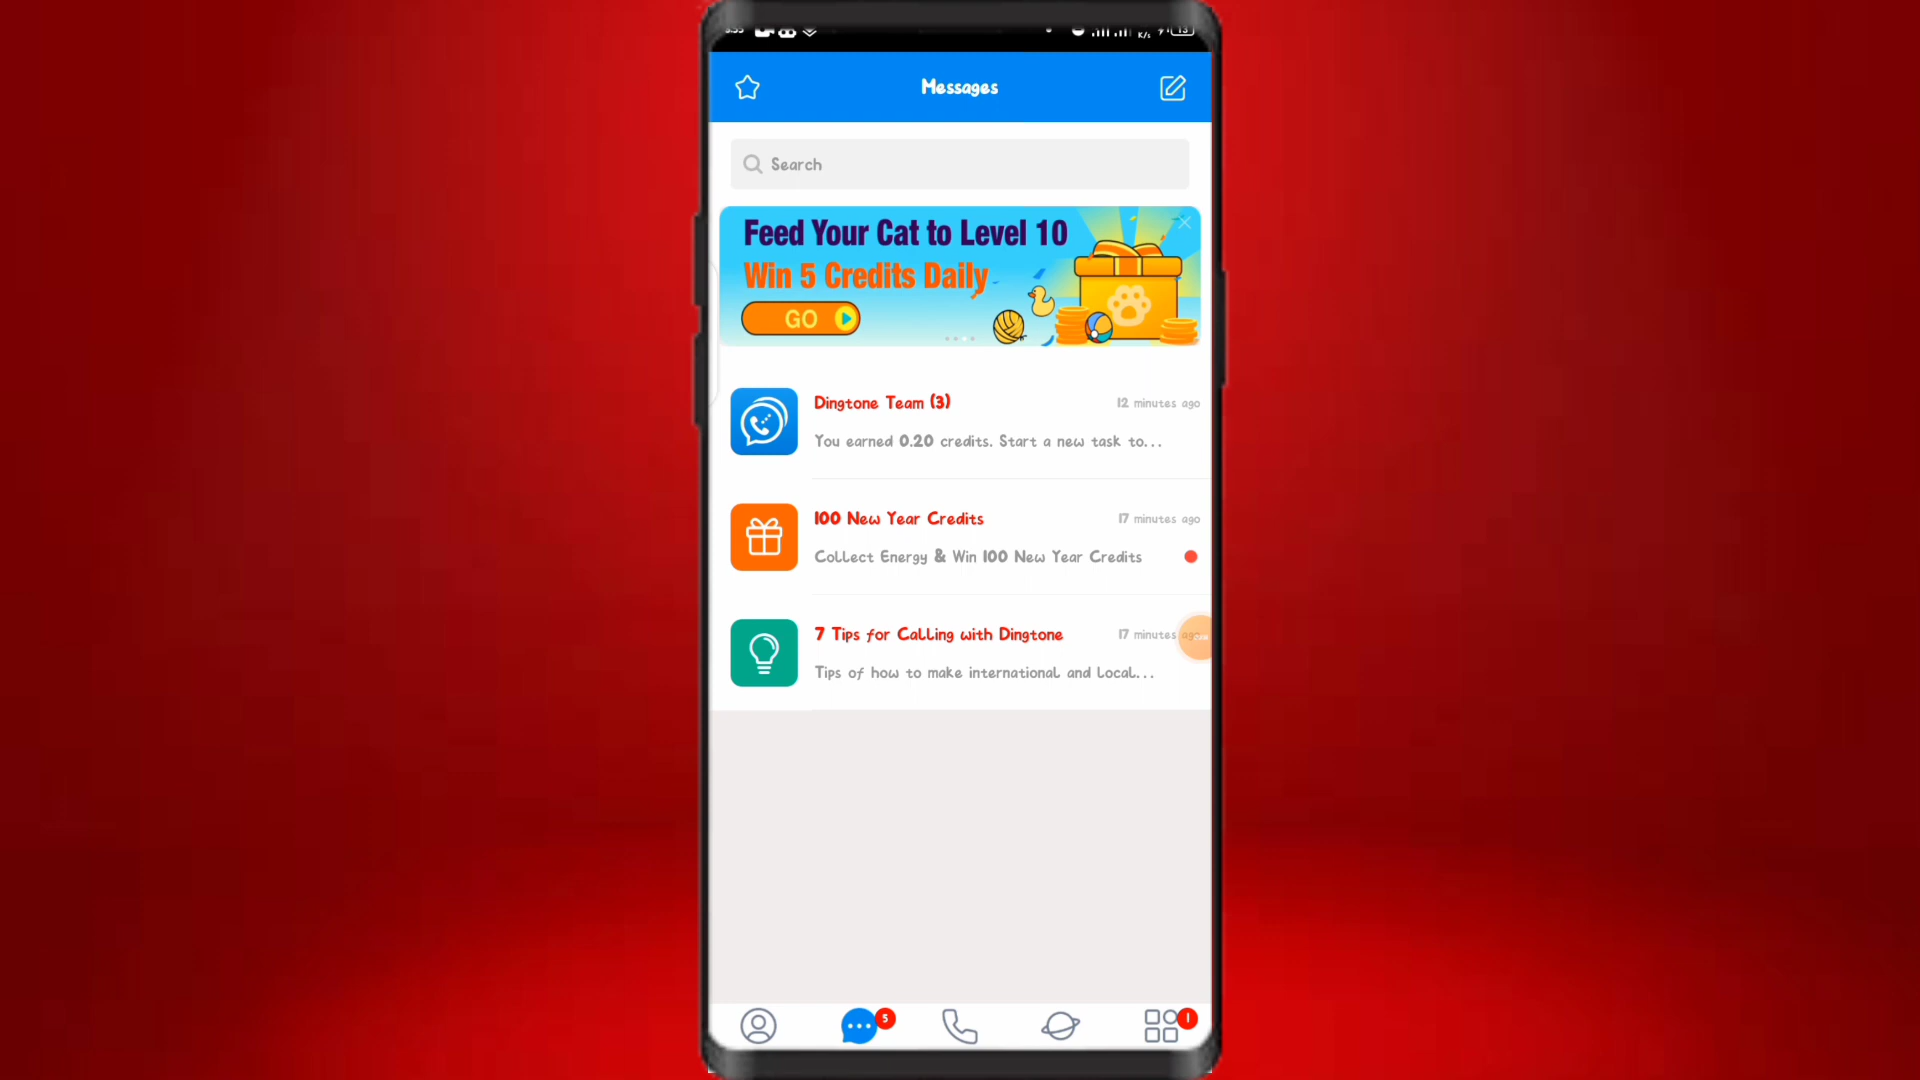 Messages
Search
Feed Your Cat to Level 10
Win 5 Credits Daily
GO
Dingtone Team (3)
12 minutes ago
You earned 0.20 credits. Start a new task to...
100 New Year Credits
17 minutes ago
Collect Energy & Win 100 New Year Credits
7 Tips for Calling with Dingtone
17 minutes ago
Tips of how to make international and local...
5
1